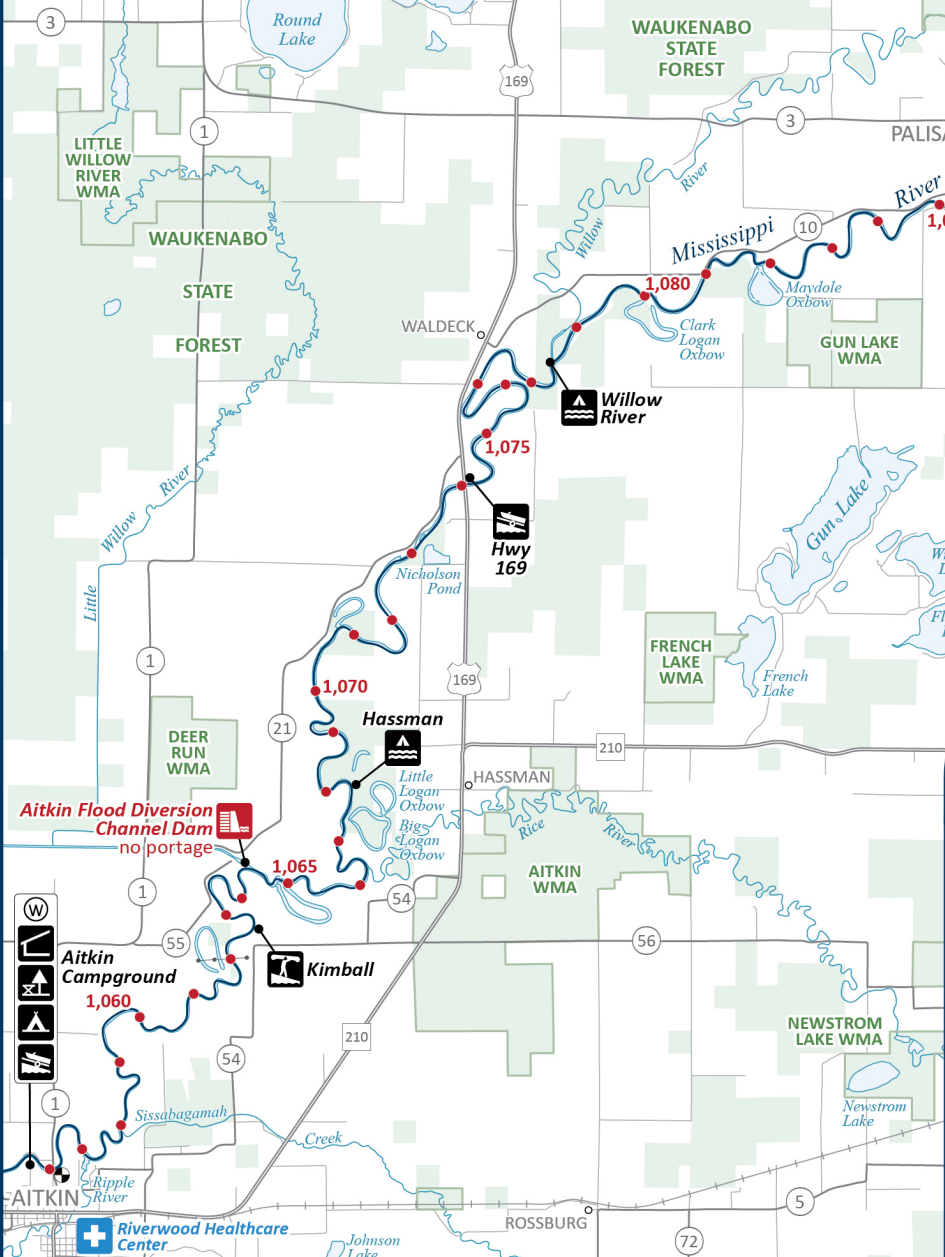 3
Round
Lake
WAUKENABO
STATE
FOREST
169
1
3
PALISA
LITTLE
WILLOW
RIVER
WMA
River
River
Willow
Mississippi
10
1,0
WAUKENABO
STATE
FOREST
1,080
Maydole
Oxbow
WALDECK
Clark
Logan
Oxbow
GUN LAKE
WMA
Willow
River
1,075
River
Willow
Little
Gun Lake
Hwy
169
Nicholson
Pond
Wi
L
Fl
1
FRENCH
LAKE
WMA
French
Lake
169
1,070
21
Hassman
DEER
RUN
WMA
210
HASSMAN
Little
Logan
Oxbow
Big
Logan
Oxbow
Rice
River
Aitkin Flood Diversion
Channel Dam
no portage
1,065
AITKIN
WMA
1
54
W
55
56
Aitkin
Campground
Kimball
1,060
210
NEWSTROM
LAKE WMA
54
1
Sissabagamah
Creek
Newstrom
Lake
Ripple
River
AITKIN
5
ROSSBURG
Riverwood Healthcare
Center
Johnson
Lake
72